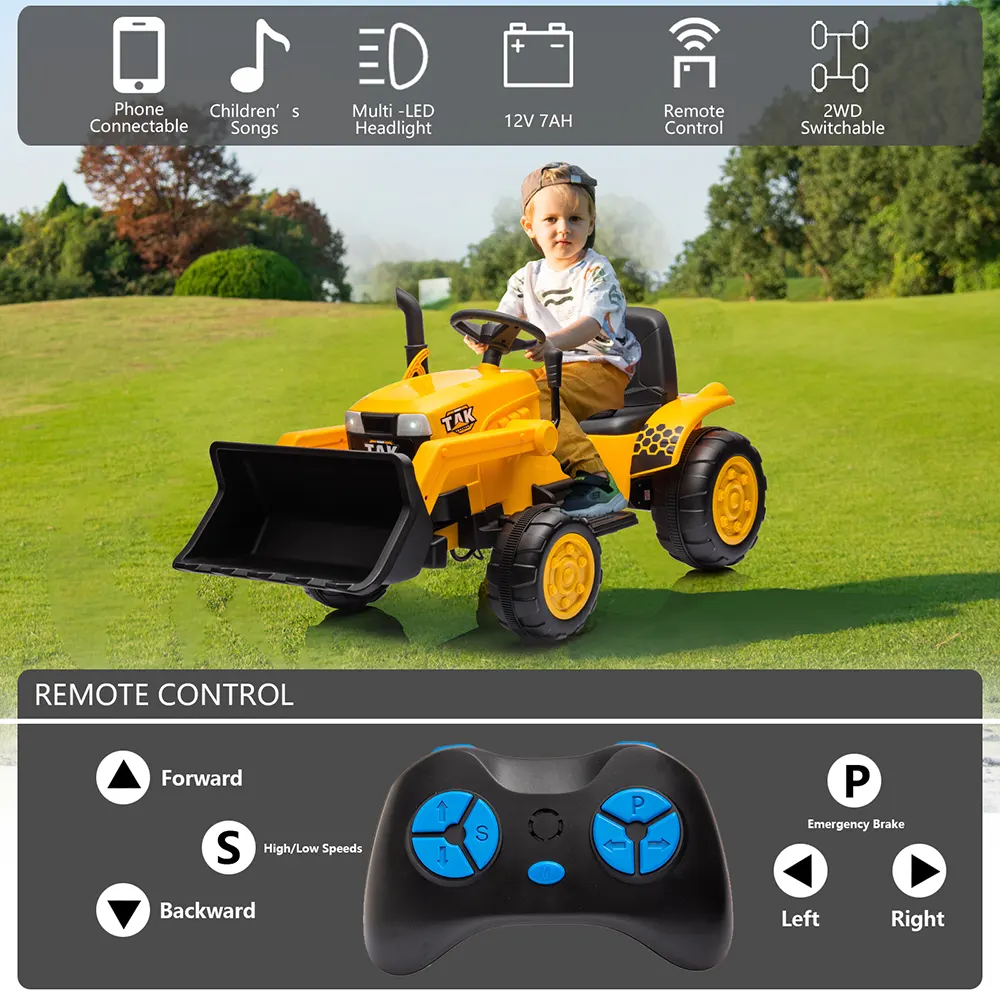 Phone
Connectable
Children’s
Songs
Multi -LED
Headlight
12V 7AH
Remote
Control
2WD
Switchable
TAK
TAK
REMOTE CONTROL
Forward
S
High/Low Speeds
Backward
S
P
P
Emergency Brake
Left
Right